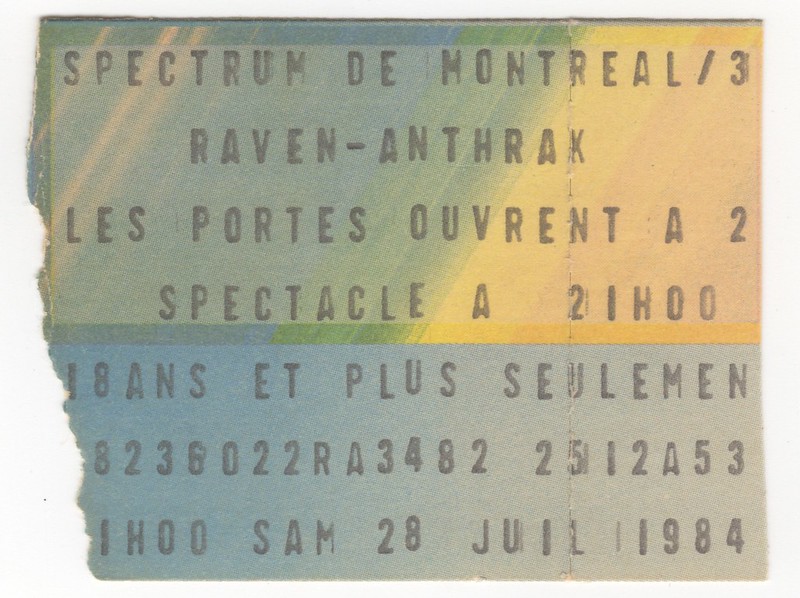 SPECTRUM DE MONTREAL/3
RAVEN-ANTHRAX
LES PORTES OUVRENT A 2
SPECTACLE A 21H00
18ANS ET PLUS SEULEMEN
8236022RA3482 2512A53
1H00 SAM 28 JUIL 1984